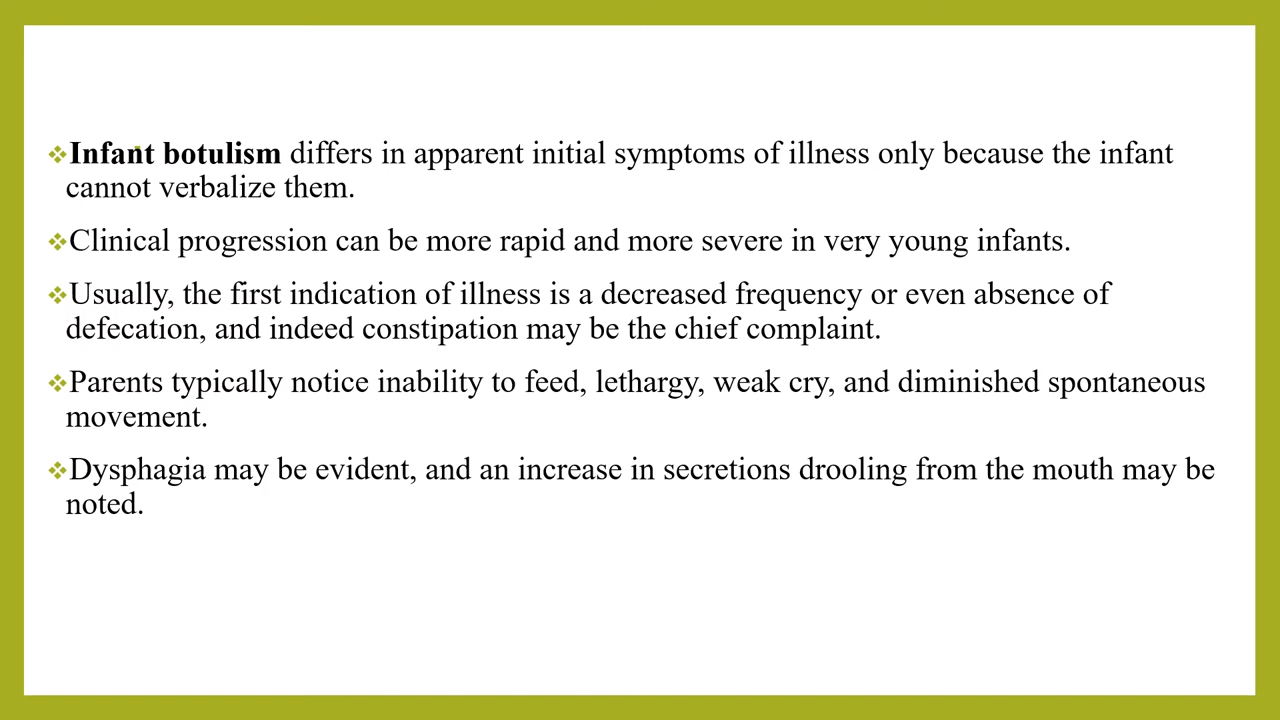 ❖Infant botulism differs in apparent initial symptoms of illness only because the infant
cannot verbalize them.
❖Clinical progression can be more rapid and more severe in very young infants.
❖Usually, the first indication of illness is a decreased frequency or even absence of
defecation, and indeed constipation may be the chief complaint.
❖Parents typically notice inability to feed, lethargy, weak cry, and diminished spontaneous
movement.
❖Dysphagia may be evident, and an increase in secretions drooling from the mouth may be
noted.